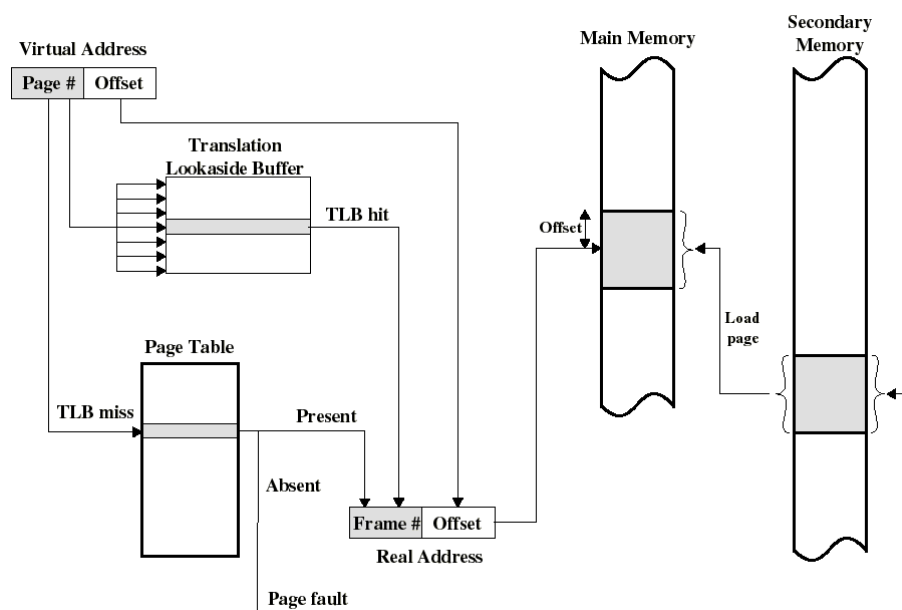 Virtual Address
Page #
Offset
Translation
Lookaside Buffer
TLB hit
Main Memory
Secondary
Memory
Offset
Load
page
Page Table
TLB miss
Present
Absent
Frame #
Offset
Real Address
Page fault